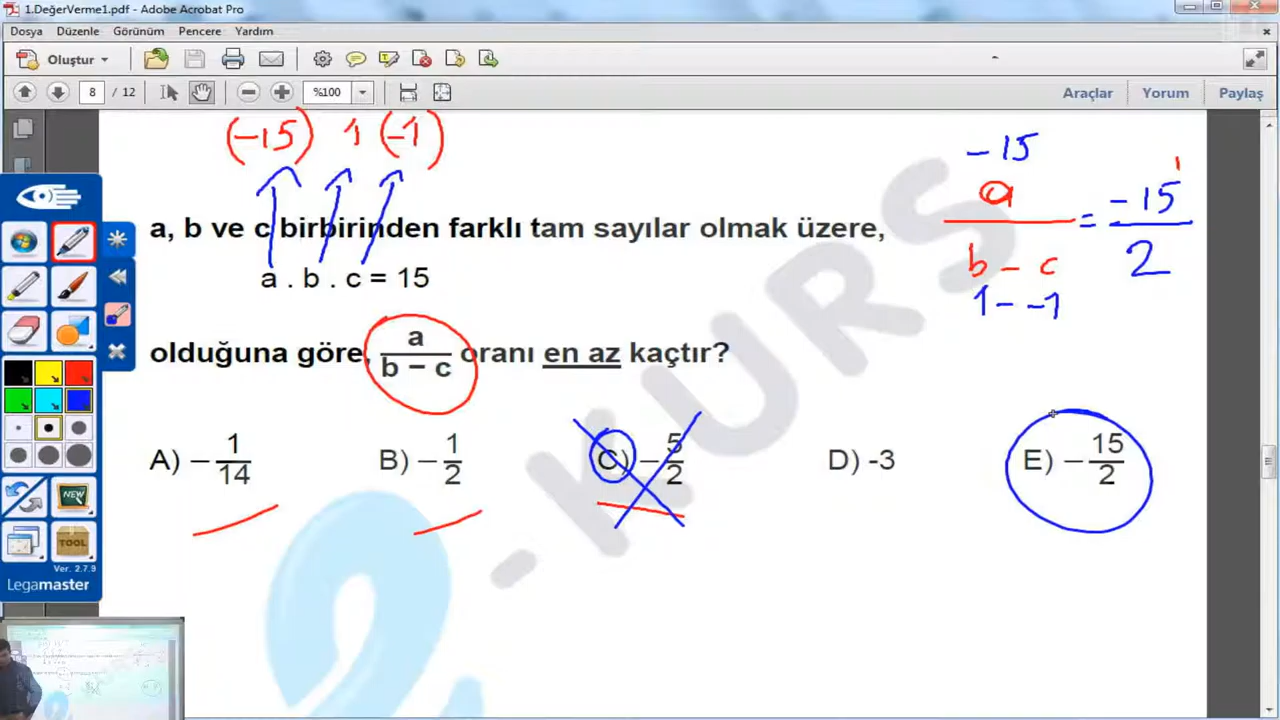 1.DeğerVerme1.pdf - Adobe Acrobat Pro
Dosya Düzenle Görünüm Pencere Yardım
Oluştur
8 / 12 %100 Araçlar Yorum Paylaş
(-15) 1 (-1)
a, b ve c birbirinden farklı tam sayılar olmak üzere,
a . b . c = 15
olduğuna göre, a / b − c oranı en az kaçtır?
-15
a / b - c = -15 / 2
1 - -1
1
A) − 1/14 B) − 1/2 C) − 5/2 D) -3 E) − 15/2
NEW
TOOL
Ver. 2.7.9
Legamaster
2. - KURS